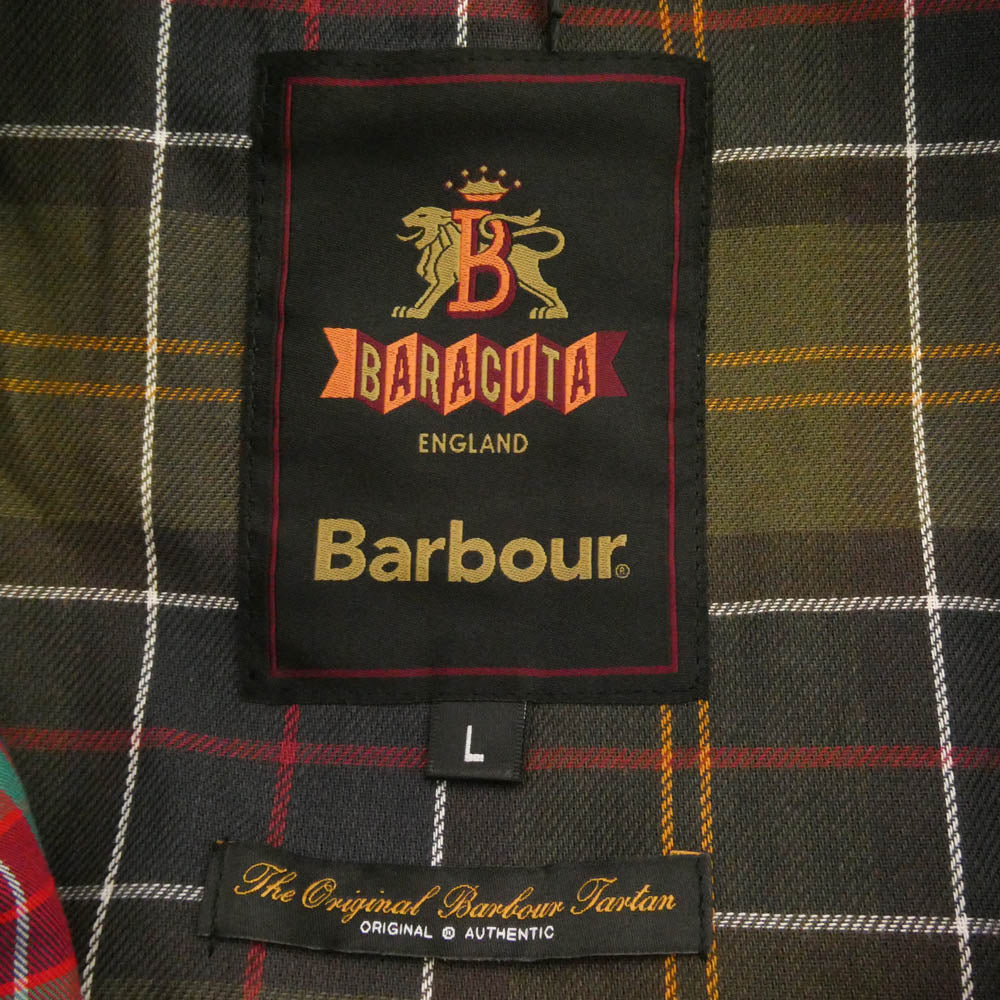 B
BARACUTA
ENGLAND
Barbour®
L
The Original Barbour Tartan
ORIGINAL ® AUTHENTIC